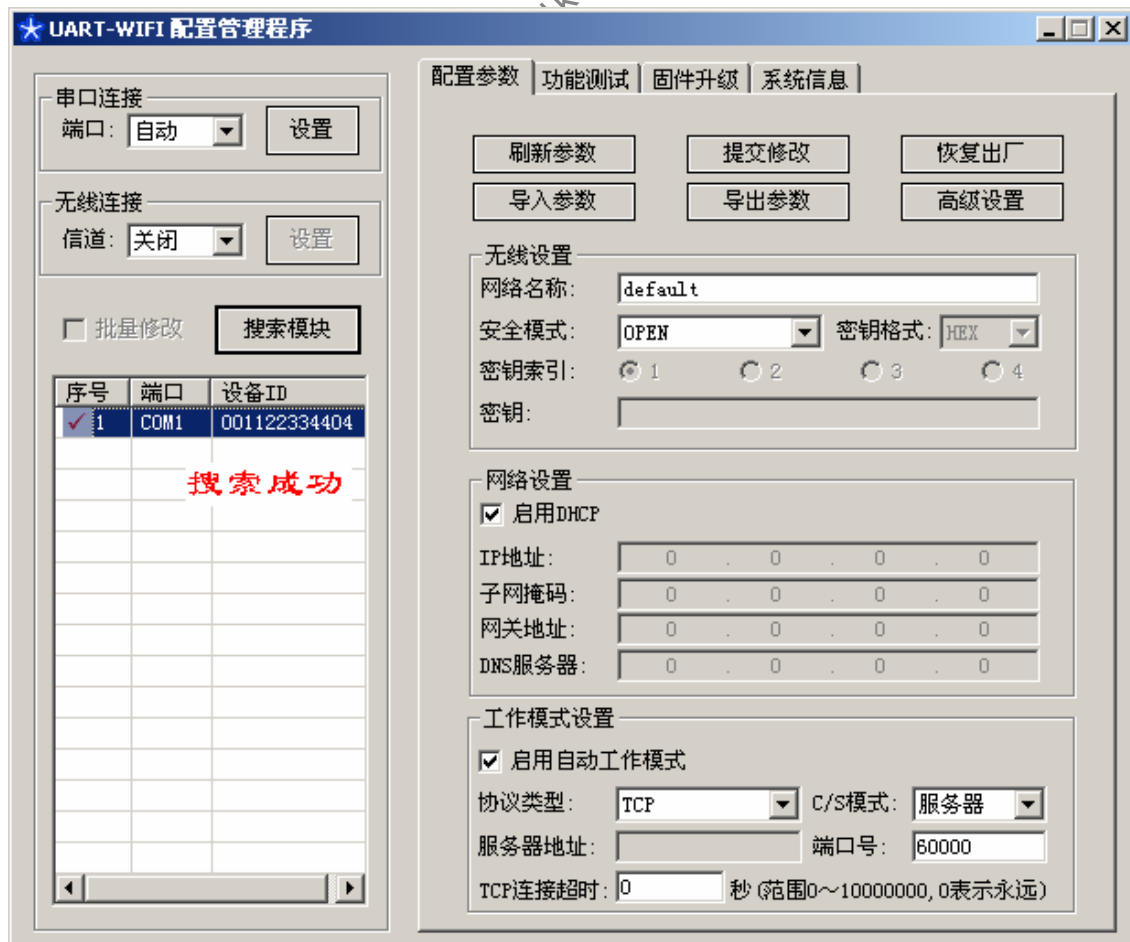 UART-WIFI 配置管理程序
串口连接
端口: 自动 设置
无线连接
信道: 关闭 设置
批量修改 搜索模块
序号 端口 设备ID
1 COM1 001122334404
搜索成功
配置参数 功能测试 固件升级 系统信息
刷新参数 提交修改 恢复出厂
导入参数 导出参数 高级设置
无线设置
网络名称: default
安全模式: OPEN 密钥格式: HEX
密钥索引: 1 2 3 4
密钥:
网络设置
启用DHCP
IP地址: 0 . 0 . 0 . 0
子网掩码: 0 . 0 . 0 . 0
网关地址: 0 . 0 . 0 . 0
DNS服务器: 0 . 0 . 0 . 0
工作模式设置
启用自动工作模式
协议类型: TCP C/S模式: 服务器
服务器地址: 端口号: 60000
TCP连接超时: 0 秒(范围0～10000000,0表示永远)